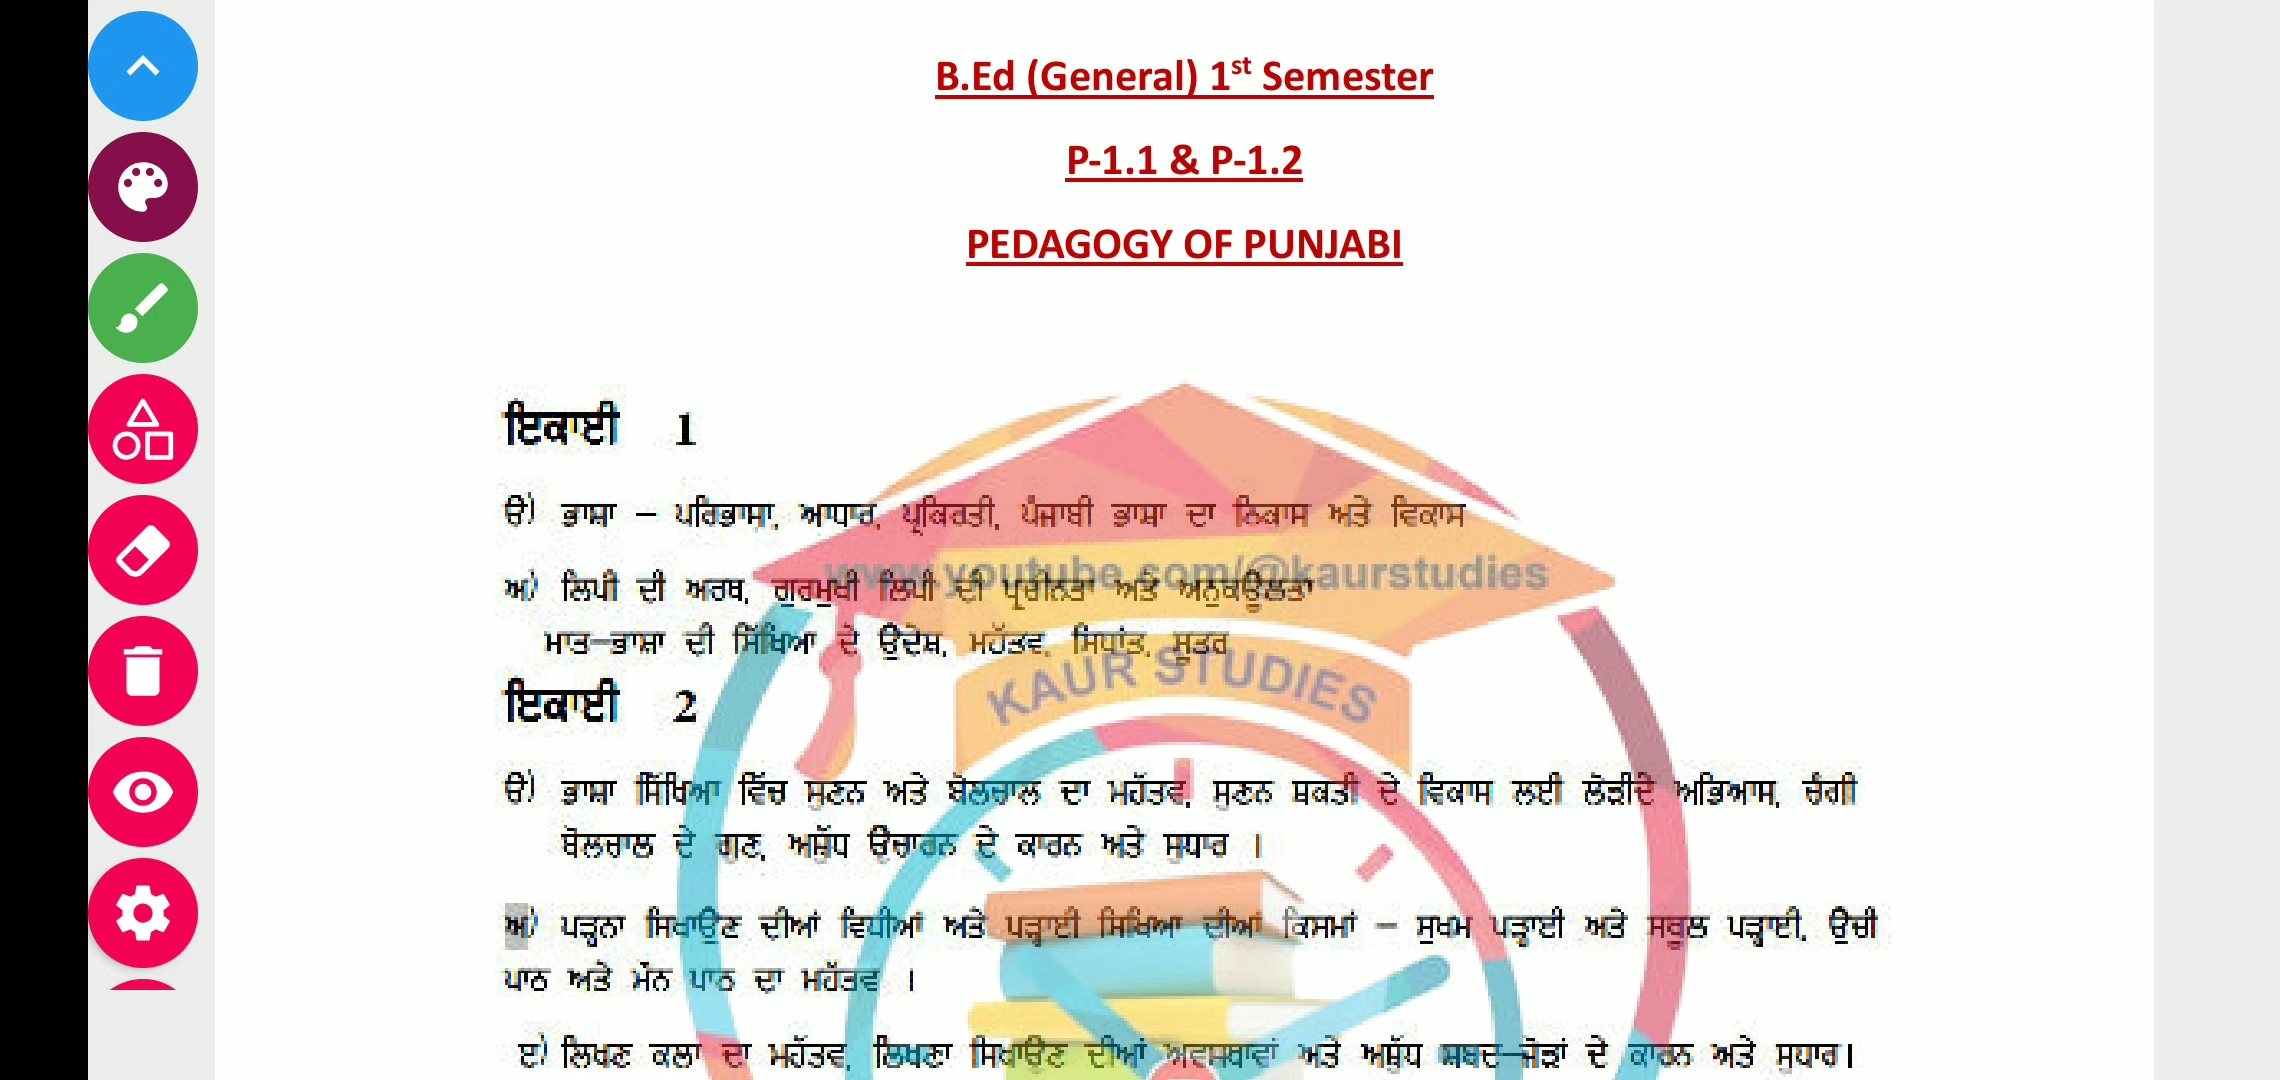 B.Ed (General) 1st Semester
P-1.1 & P-1.2
PEDAGOGY OF PUNJABI
ਇਕਾਈ 1
ੳ) ਭਾਸ਼ਾ – ਪਰਿਭਾਸ਼ਾ, ਆਧਾਰ, ਪ੍ਰਕਿਰਤੀ, ਪੰਜਾਬੀ ਭਾਸ਼ਾ ਦਾ ਨਿਕਾਸ ਅਤੇ ਵਿਕਾਸ
www.youtube.com/@kaurstudies
ਅ) ਲਿਪੀ ਦੀ ਅਰਥ, ਗੁਰਮੁਖੀ ਲਿਪੀ ਦੀ ਪ੍ਰਚੀਨਤਾ ਅਤੇ ਅਨੁਕਊਲਤਾ
ਮਾਤ–ਭਾਸ਼ਾ ਦੀ ਸਿੱਖਿਆ ਦੇ ਉਦੇਸ਼, ਮਹੱਤਵ, ਸਿਧਾਂਤ, ਸੂਤਰ
KAUR STUDIES
ਇਕਾਈ 2
ੳ) ਭਾਸ਼ਾ ਸਿੱਖਿਆ ਵਿੱਚ ਸੁਣਨ ਅਤੇ ਬੋਲਚਾਲ ਦਾ ਮਹੱਤਵ, ਸੁਣਨ ਸ਼ਕਤੀ ਦੇ ਵਿਕਾਸ ਲਈ ਲੋੜੀਂਦੇ ਅਭਿਆਸ, ਚੰਗੀ
ਬੋਲਚਾਲ ਦੇ ਗੁਣ, ਅਸ਼ੁੱਧ ਉਚਾਰਨ ਦੇ ਕਾਰਨ ਅਤੇ ਸੁਧਾਰ ।
ਅ) ਪੜ੍ਹਨਾ ਸਿਖਾਉਣ ਦੀਆਂ ਵਿਧੀਆਂ ਅਤੇ ਪੜ੍ਹਾਈ ਸਿਖਿਆ ਦੀਆਂ ਕਿਸਮਾਂ – ਸੂਖਮ ਪੜ੍ਹਾਈ ਅਤੇ ਸਥੂਲ ਪੜ੍ਹਾਈ, ਉਚੀ
ਪਾਠ ਅਤੇ ਮੌਨ ਪਾਠ ਦਾ ਮਹੱਤਵ ।
ੲ) ਲਿਖਣ ਕਲਾ ਦਾ ਮਹੱਤਵ, ਲਿਖਣਾ ਸਿਖਾਉਣ ਦੀਆਂ ਅਵਸਥਾਵਾਂ ਅਤੇ ਅਸ਼ੁੱਧ ਸ਼ਬਦ–ਜੋੜਾਂ ਦੇ ਕਾਰਨ ਅਤੇ ਸੁਧਾਰ।